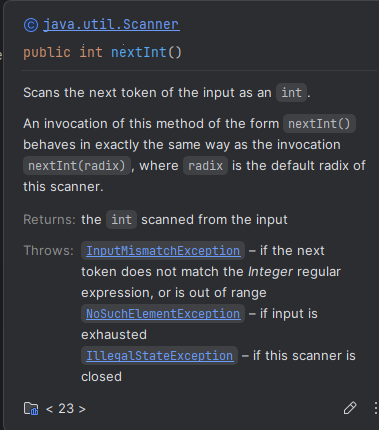 java.util.Scanner
public int nextInt()
Scans the next token of the input as an int.
An invocation of this method of the form nextInt()
behaves in exactly the same way as the invocation
nextInt(radix), where radix is the default radix of
this scanner.
Returns: the int scanned from the input
Throws: InputMismatchException – if the next
token does not match the Integer regular
expression, or is out of range
NoSuchElementException – if input is
exhausted
IllegalStateException – if this scanner is
closed
< 23 >